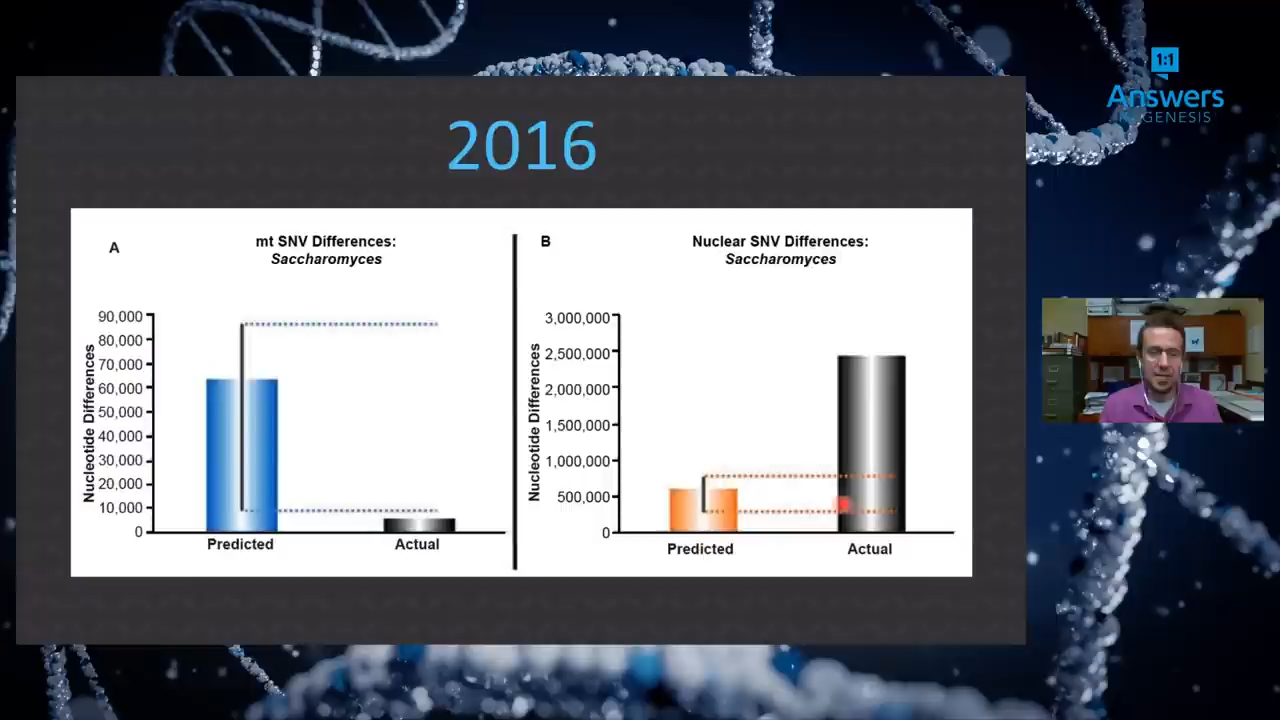 1:1
Answers
IN GENESIS
2016
A
mt SNV Differences:
Saccharomyces
Nucleotide Differences
90,000
80,000
70,000
60,000
50,000
40,000
30,000
20,000
10,000
0
Predicted
Actual
B
Nuclear SNV Differences:
Saccharomyces
Nucleotide Differences
3,000,000
2,500,000
2,000,000
1,500,000
1,000,000
500,000
0
Predicted
Actual